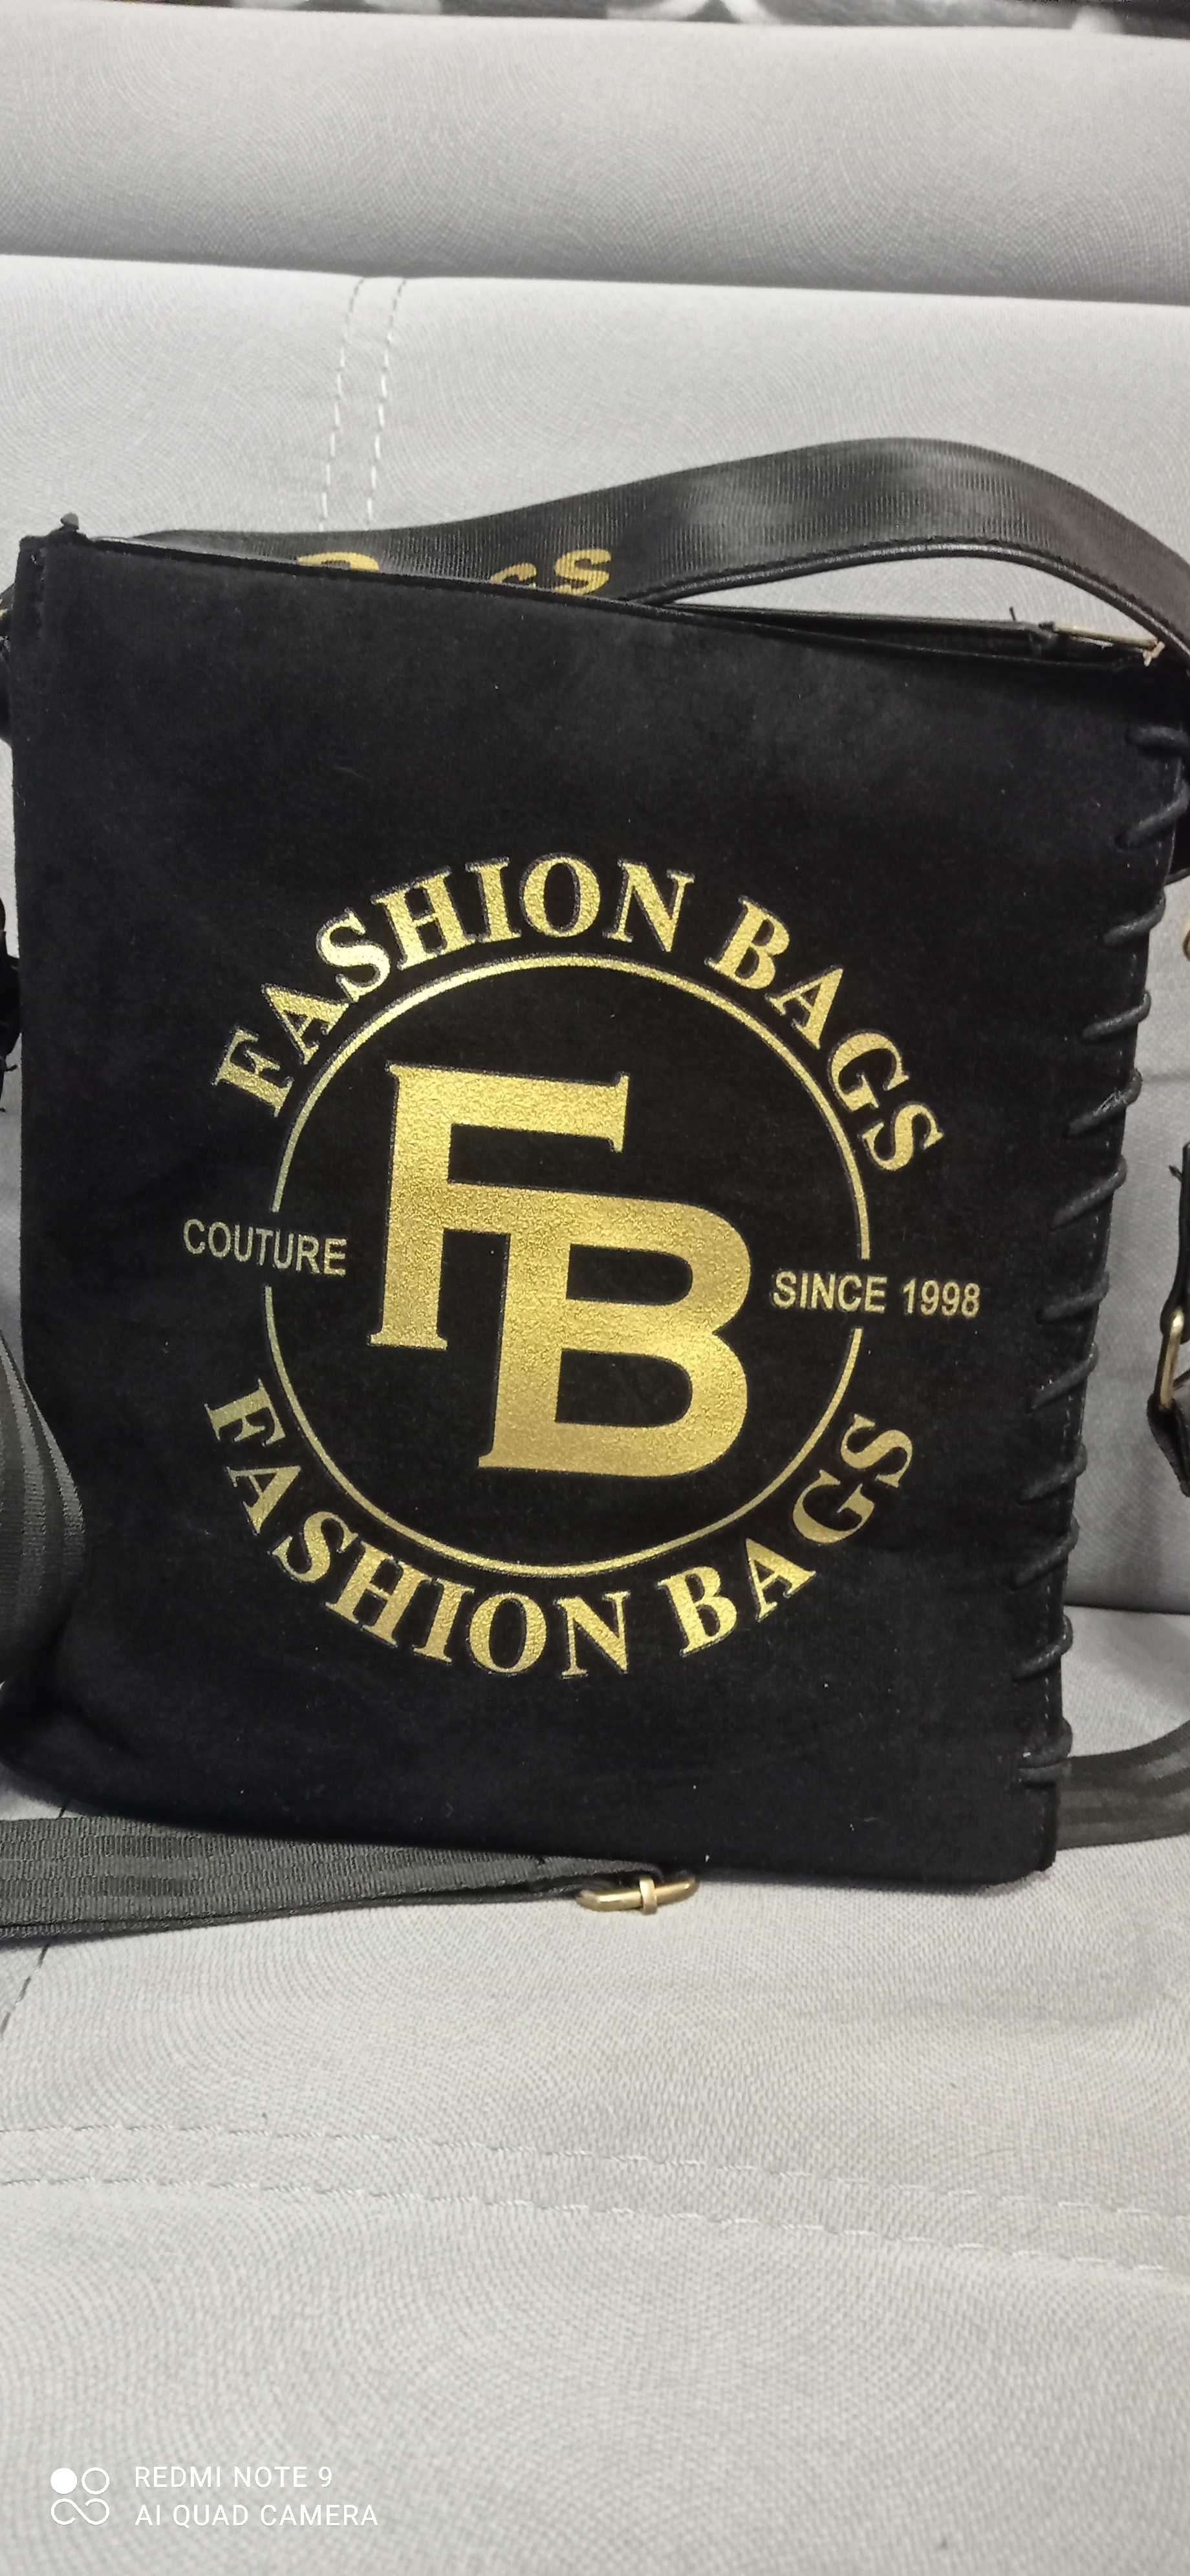 FASHION BAGS
FB
COUTURE
SINCE 1998
FASHION BAGS
REDMI NOTE 9
AI QUAD CAMERA